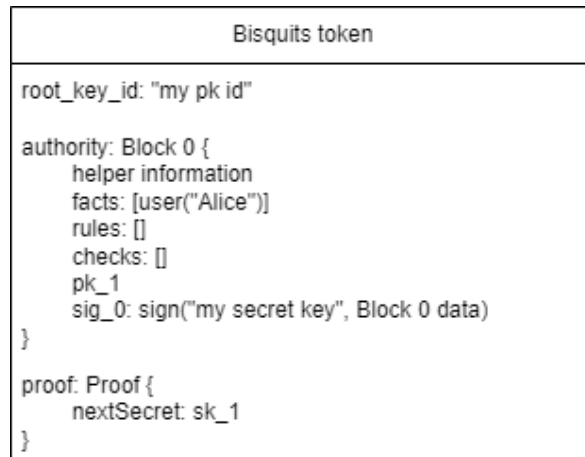 Bisquits token
root_key_id: "my pk id"
authority: Block 0 {
helper information
facts: [user("Alice")]
rules: []
checks: []
pk_1
sig_0: sign("my secret key", Block 0 data)
}
proof: Proof {
nextSecret: sk_1
}